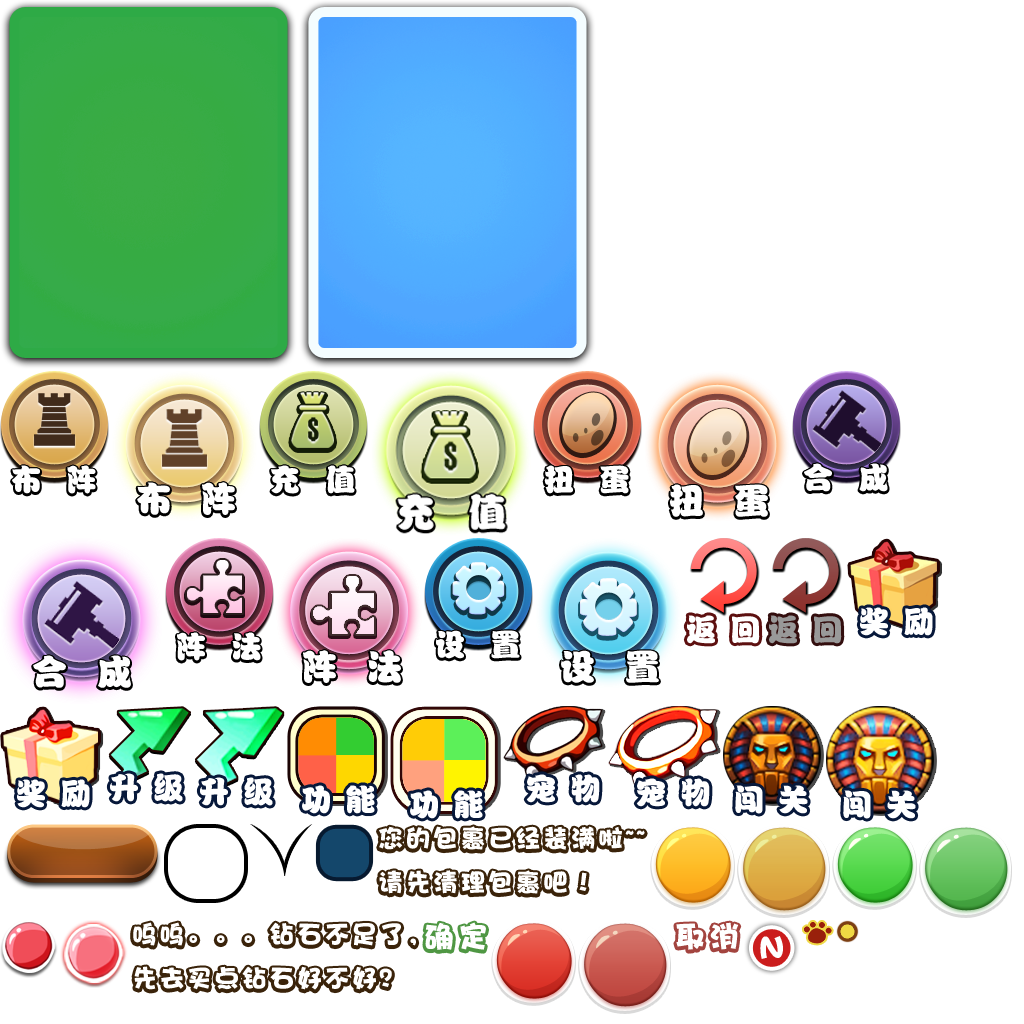 布 阵
布 阵
充 值
充 值
扭 蛋
扭 蛋
合 成
合 成
阵 法
阵 法
设 置
设 置
返 回
返 回
奖 励
奖 励
升 级
升 级
功 能
功 能
宠 物
宠 物
闯 关
闯 关
您的包裹已经装满啦~~
请先清理包裹吧！
呜呜。。。钻石不足了,
先去买点钻石好不好?
确定
取消
N